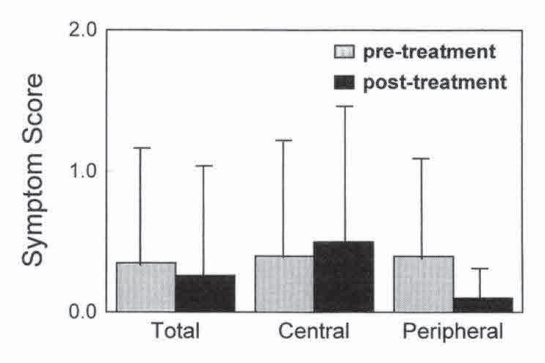 2.0
pre-treatment
post-treatment
Symptom Score
1.0
0.0
Total Central Peripheral